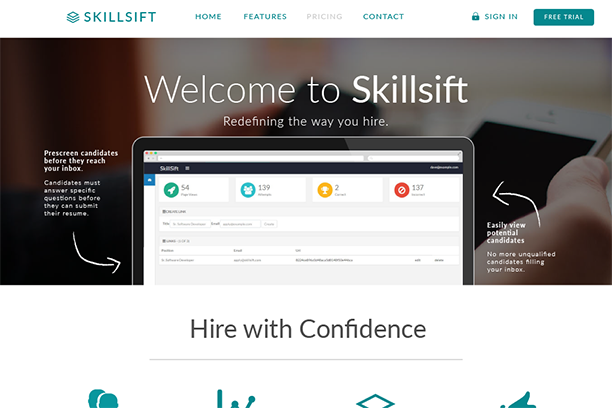 SKILLSIFT
HOME FEATURES PRICING CONTACT
SIGN IN
FREE TRIAL
Welcome to Skillsift
Redefining the way you hire.
Prescreen candidates
before they reach
your inbox.
Candidates must
answer specific
questions before
they can submit
their resume.
SkillSift
54
139
2
137
Easily view
potential
candidates
No more unqualified
candidates filling
your inbox.
Hire with Confidence